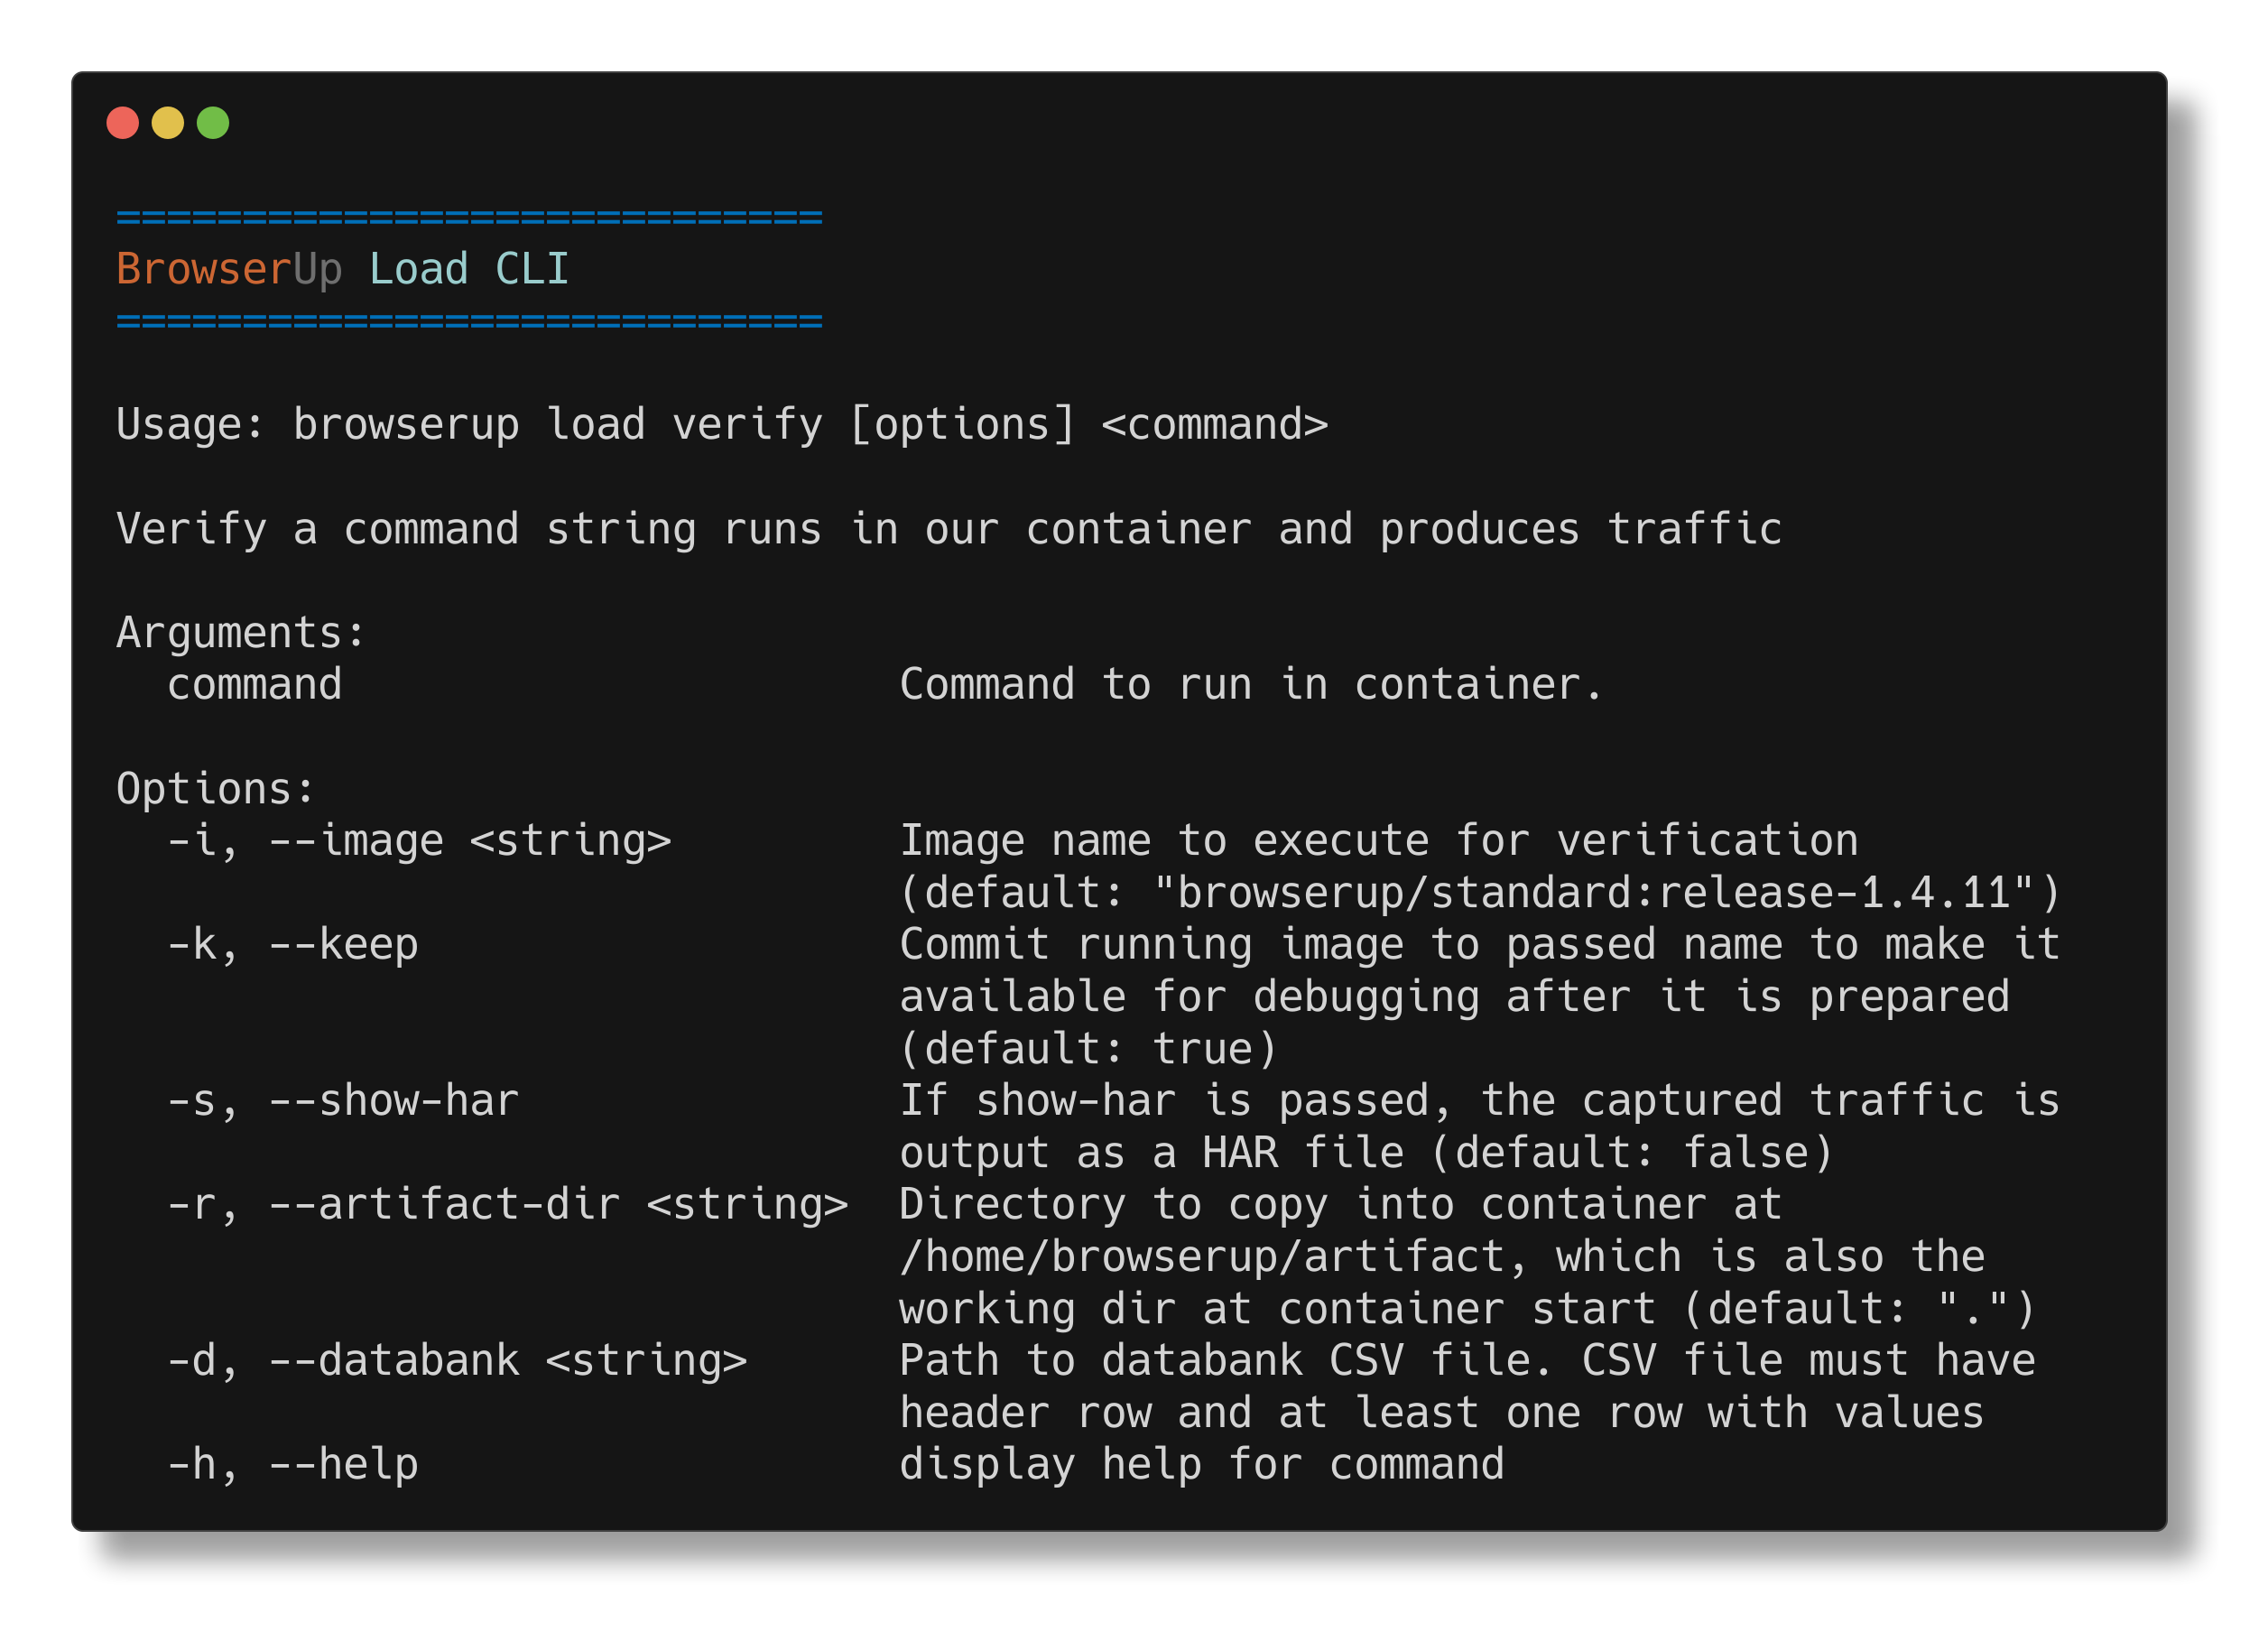 ============================
BrowserUp Load CLI
============================
Usage: browserup load verify [options] <command>
Verify a command string runs in our container and produces traffic
Arguments:
  command                      Command to run in container.
Options:
  -i, --image <string>         Image name to execute for verification
                               (default: "browserup/standard:release-1.4.11")
  -k, --keep                   Commit running image to passed name to make it
                               available for debugging after it is prepared
                               (default: true)
  -s, --show-har               If show-har is passed, the captured traffic is
                               output as a HAR file (default: false)
  -r, --artifact-dir <string>  Directory to copy into container at
                               /home/browserup/artifact, which is also the
                               working dir at container start (default: ".")
  -d, --databank <string>      Path to databank CSV file. CSV file must have
                               header row and at least one row with values
  -h, --help                   display help for command